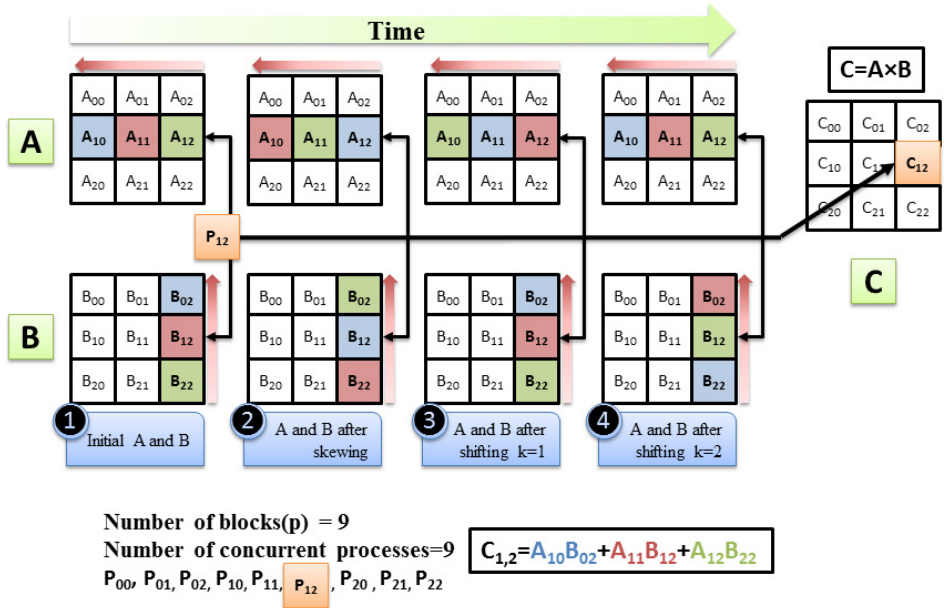 Time
C=A×B
A
A00 A01 A02
A10 A11 A12
A20 A21 A22
A00 A01 A02
A10 A11 A12
A20 A21 A22
A00 A01 A02
A10 A11 A12
A20 A21 A22
A00 A01 A02
A10 A11 A12
A20 A21 A22
C00 C01 C02
C10 C12
C20 C21 C22
P12
C
B
B00 B01 B02
B10 B11 B12
B20 B21 B22
B00 B01 B02
B10 B11 B12
B20 B21 B22
B00 B01 B02
B10 B11 B12
B20 B21 B22
B00 B01 B02
B10 B11 B12
B20 B21 B22
1 Initial A and B
2 A and B after
skewing
3 A and B after
shifting k=1
4 A and B after
shifting k=2
Number of blocks(p) = 9
Number of concurrent processes=9
P00, P01, P02, P10, P11, P12 , P20 , P21, P22
C1,2=A10B02+A11B12+A12B22